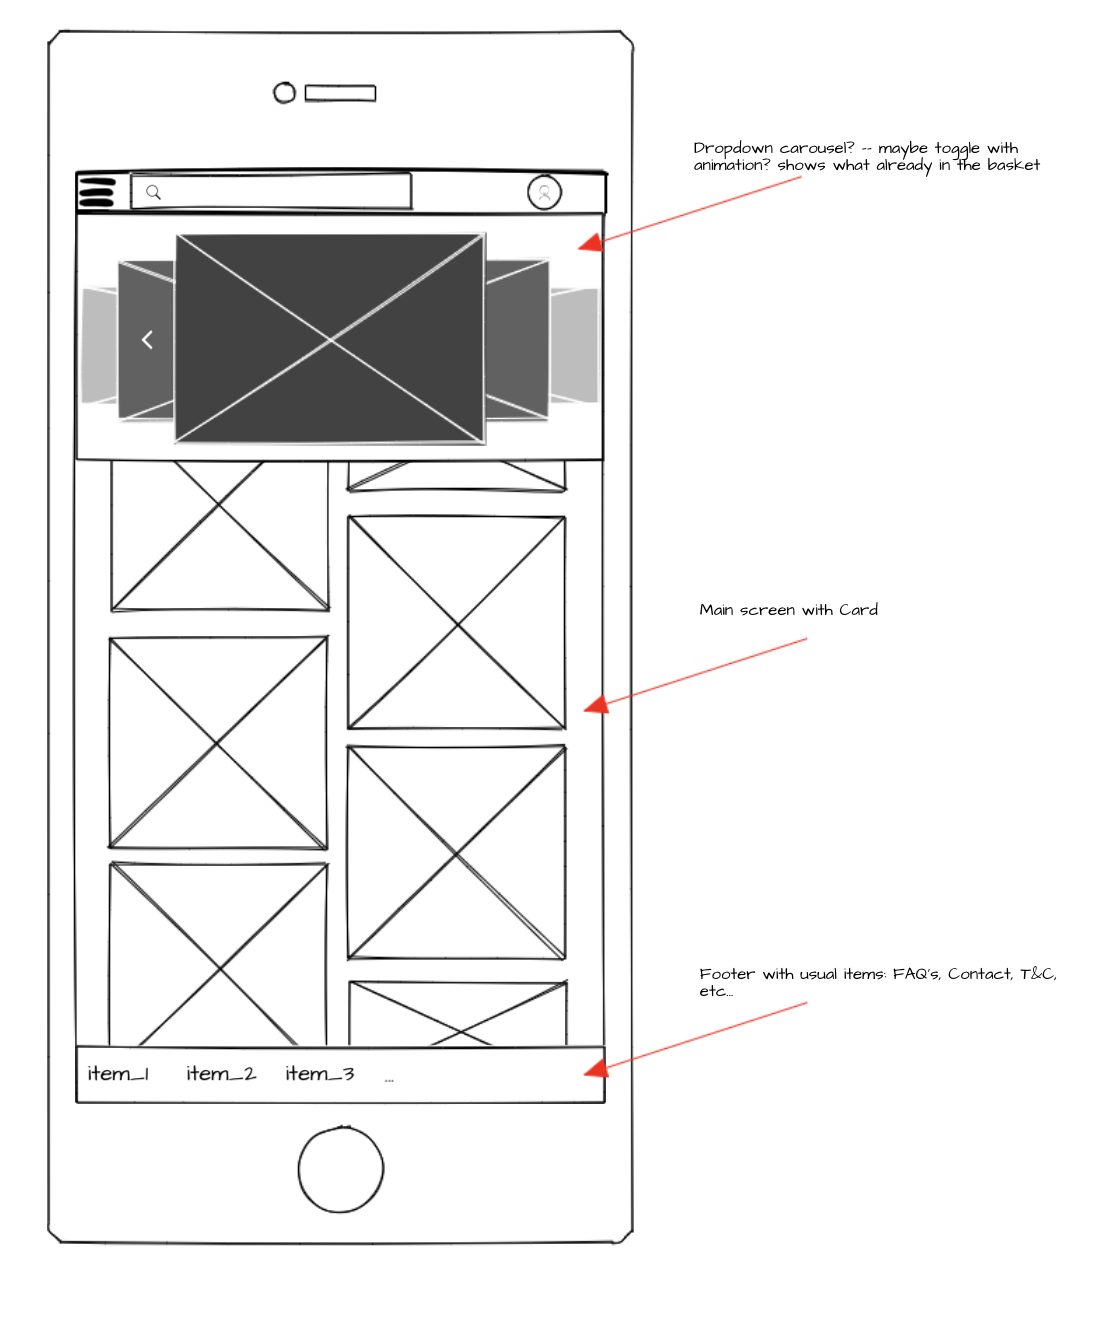 Dropdown carousel? -- maybe toggle with
animation? shows what already in the basket
Main screen with Card
Footer with usual items: FAQ's, Contact, T&C,
etc...
item_1 item_2 item_3 ...